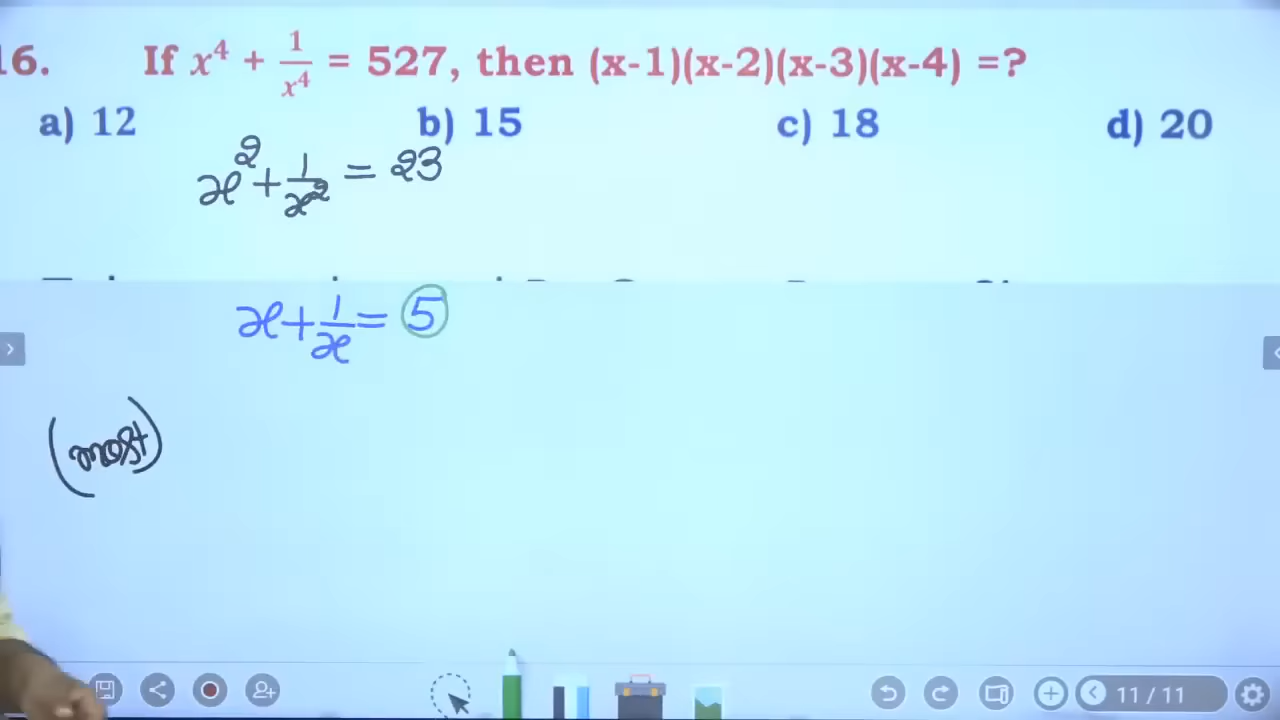 16. If x⁴ + 1/x⁴ = 527, then (x-1)(x-2)(x-3)(x-4) =?
a) 12 b) 15 c) 18 d) 20
x² + 1/x² = 23
x + 1/x = 5
(most)
11 / 11